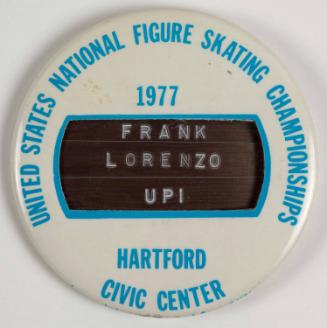 UNITED STATES NATIONAL FIGURE SKATING CHAMPIONSHIPS
1977
FRANK
LORENZO
UPI
HARTFORD
CIVIC CENTER